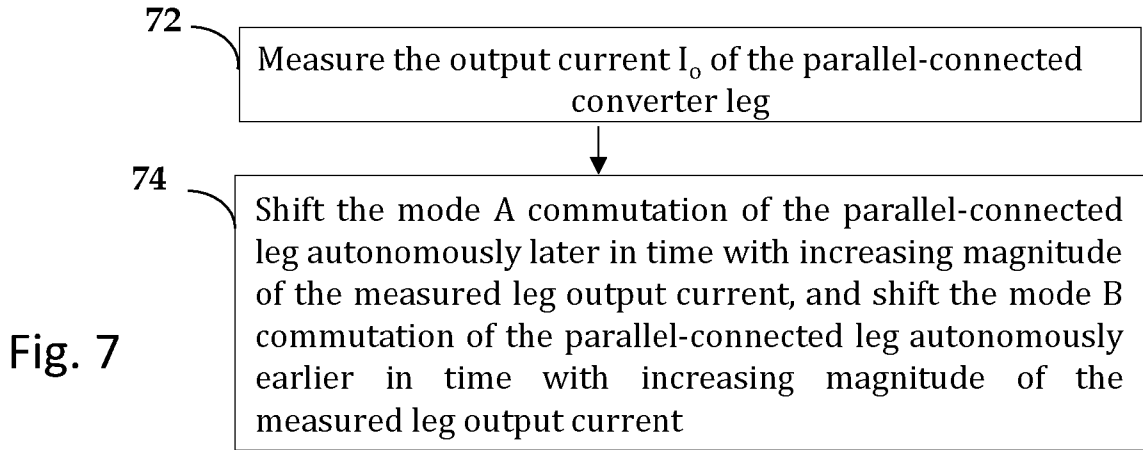 72
Measure the output current Iₒ of the parallel-connected
converter leg
74
Shift the mode A commutation of the parallel-connected
leg autonomously later in time with increasing magnitude
of the measured leg output current, and shift the mode B
commutation of the parallel-connected leg autonomously
earlier in time with increasing magnitude of the
measured leg output current
Fig. 7